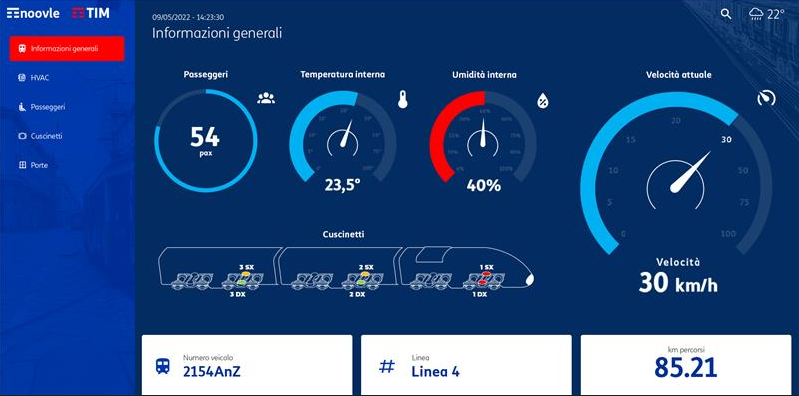 noovle TIM
09/05/2022 - 14:23:30
22°
Informazioni generali
Informazioni generali
HVAC
Passeggeri
Cuscinetti
Porte
Passeggeri
54
pax
Temperatura interna
23,5°
Umidità interna
40%
Velocità attuale
5
10
15
20
30
50
75
100
Velocità
30 km/h
Cuscinetti
3 SX
2 SX
1 SX
3 DX
2 DX
1 DX
Numero veicolo
2154AnZ
Linea
Linea 4
km percorsi
85.21